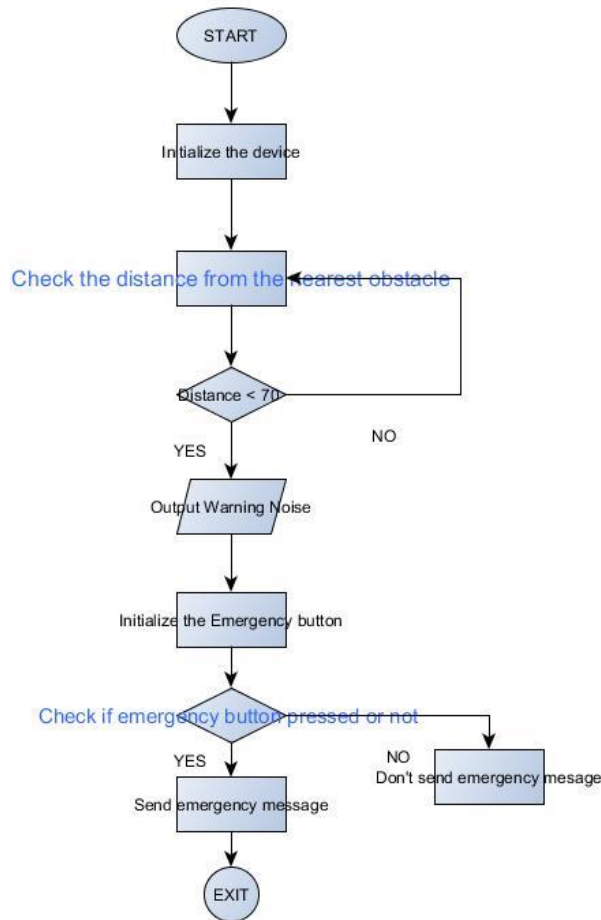 START
Initialize the device
Check the distance from the nearest obstacle
Distance < 70
YES
NO
Output Warning Noise
Initialize the Emergency button
Check if emergency button pressed or not
YES
NO
Don't send emergency mesage
Send emergency message
EXIT